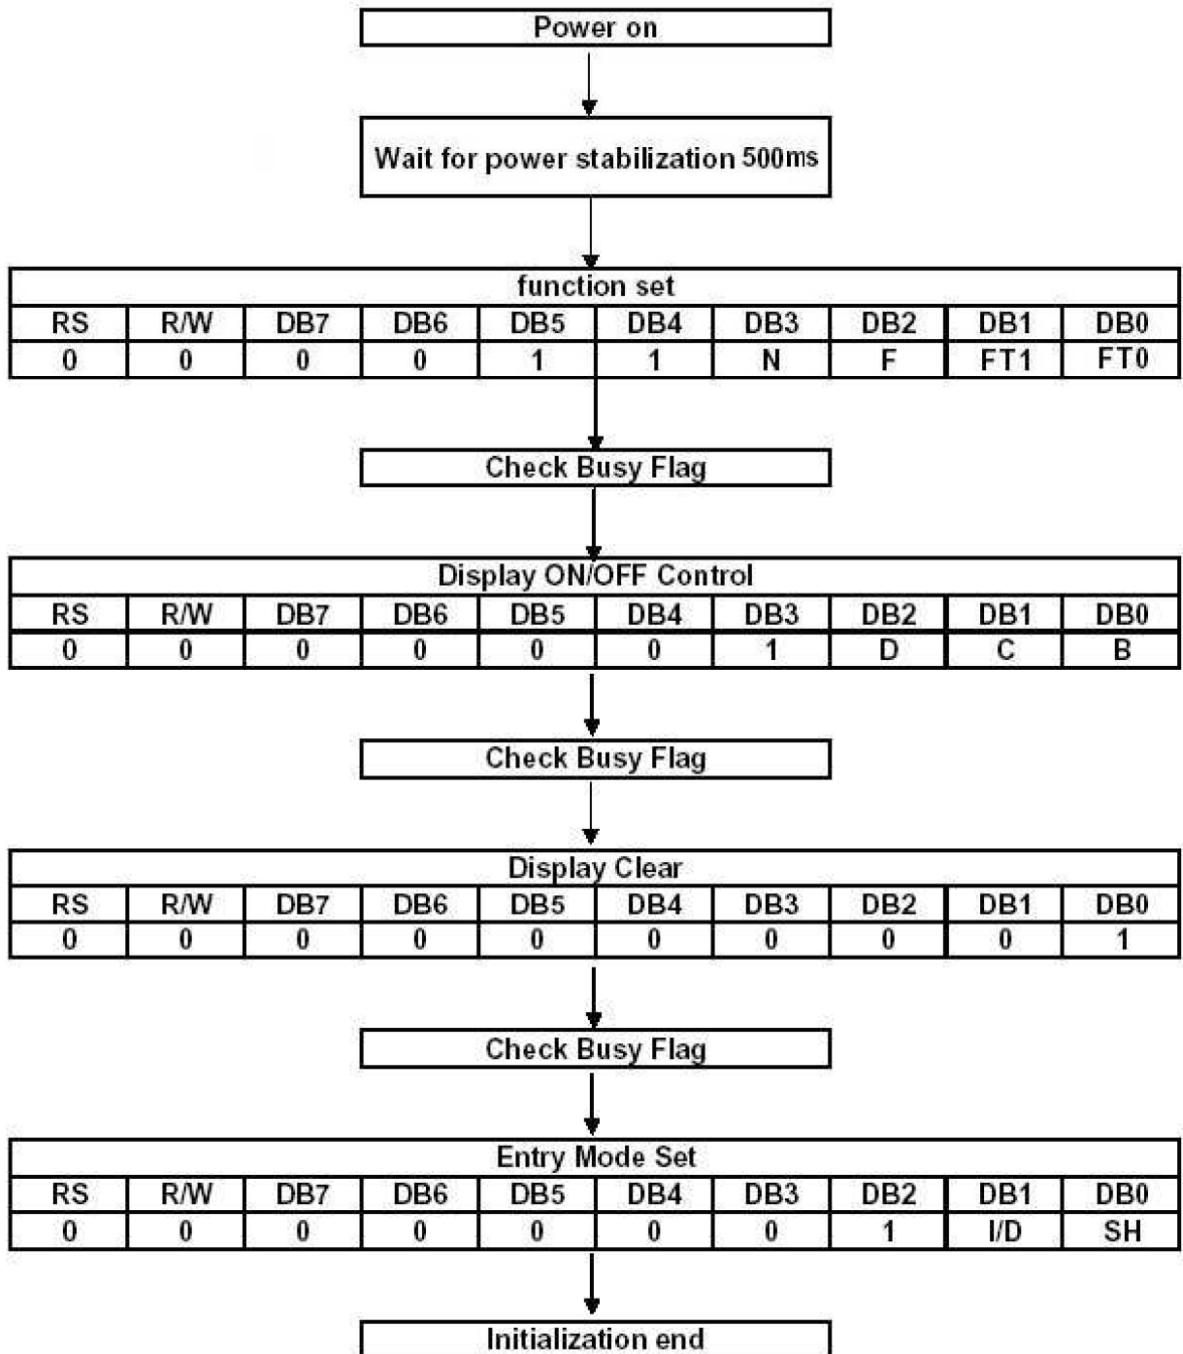 Power on
Wait for power stabilization 500ms
function set
RS R/W DB7 DB6 DB5 DB4 DB3 DB2 DB1 DB0
0 0 0 0 1 1 N F FT1 FT0
Check Busy Flag
Display ON/OFF Control
RS R/W DB7 DB6 DB5 DB4 DB3 DB2 DB1 DB0
0 0 0 0 0 0 1 D C B
Check Busy Flag
Display Clear
RS R/W DB7 DB6 DB5 DB4 DB3 DB2 DB1 DB0
0 0 0 0 0 0 0 0 0 1
Check Busy Flag
Entry Mode Set
RS R/W DB7 DB6 DB5 DB4 DB3 DB2 DB1 DB0
0 0 0 0 0 0 0 1 I/D SH
Initialization end